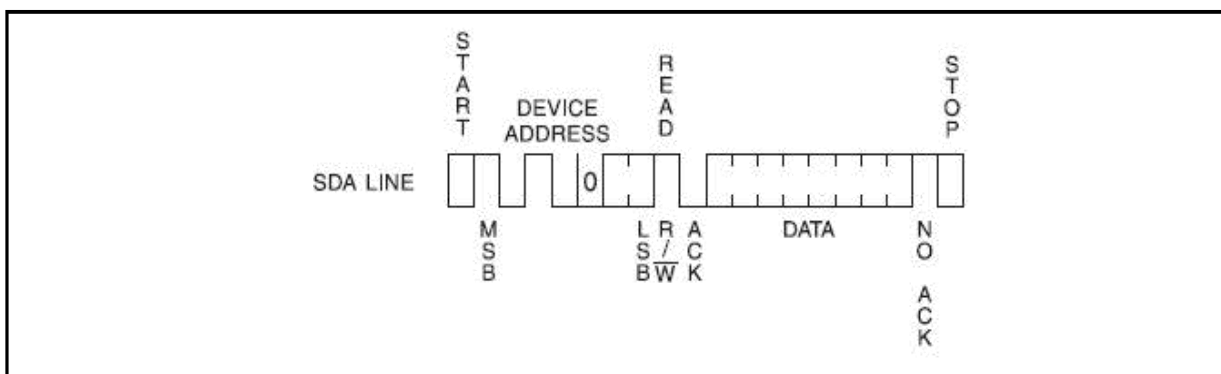 START
READ
STOP
DEVICE
ADDRESS
SDA LINE
0
MSB
LSB
R/W
ACK
DATA
NO ACK